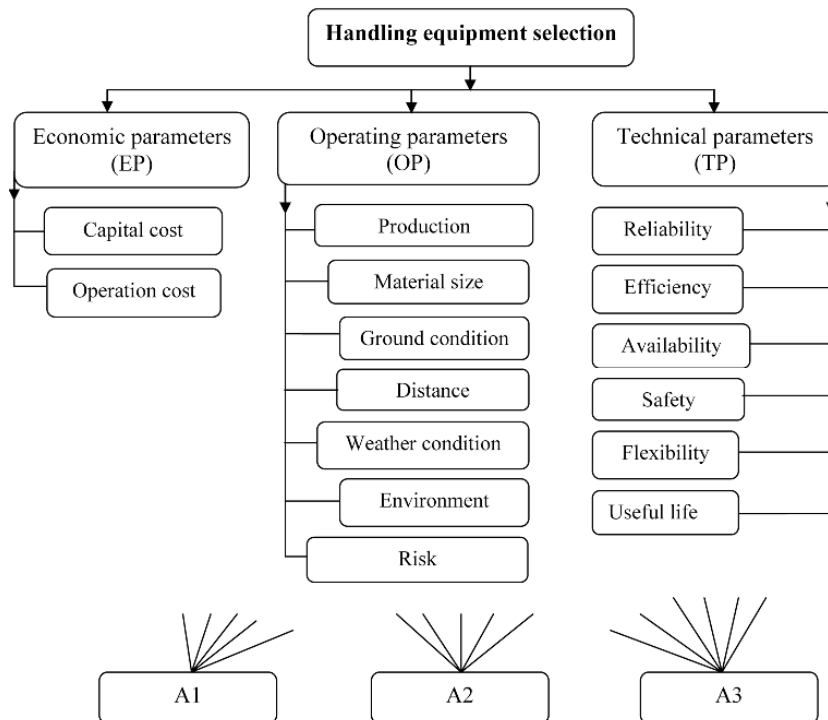 Handling equipment selection
Economic parameters
(EP)
Capital cost
Operation cost
Operating parameters
(OP)
Production
Material size
Ground condition
Distance
Weather condition
Environment
Risk
Technical parameters
(TP)
Reliability
Efficiency
Availability
Safety
Flexibility
Useful life
A1
A2
A3